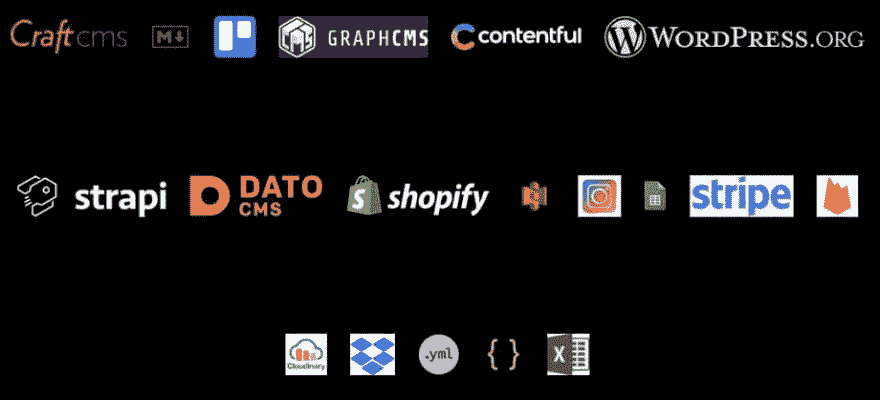 Craft cms M GRAPHCMS contentful WORDPRESS.ORG
strapi DATO CMS S shopify stripe
Cloudinary .yml { } X